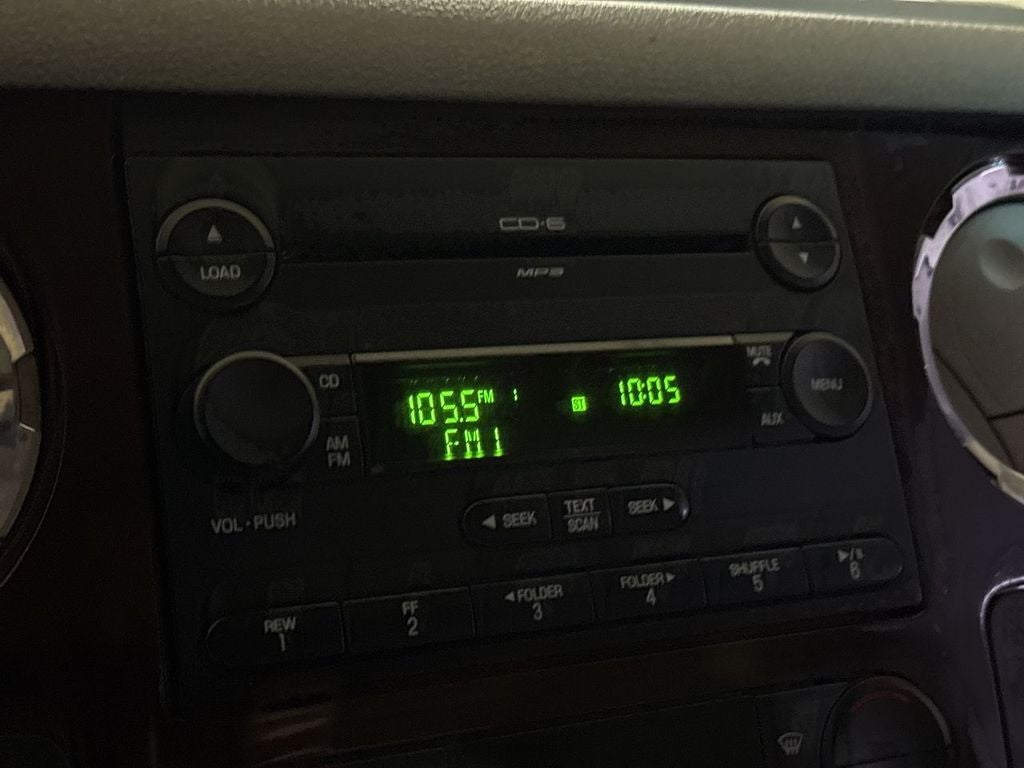 CD·6
LOAD
MP3
MUTE
CD
105.5 FM 1
ST
10:05
MENU
AUX
AM
FM
FM1
VOL·PUSH
◀ SEEK
TEXT
SCAN
SEEK ▶
REW
1
FF
2
◀ FOLDER
3
FOLDER ▶
4
SHUFFLE
5
▶/II
6